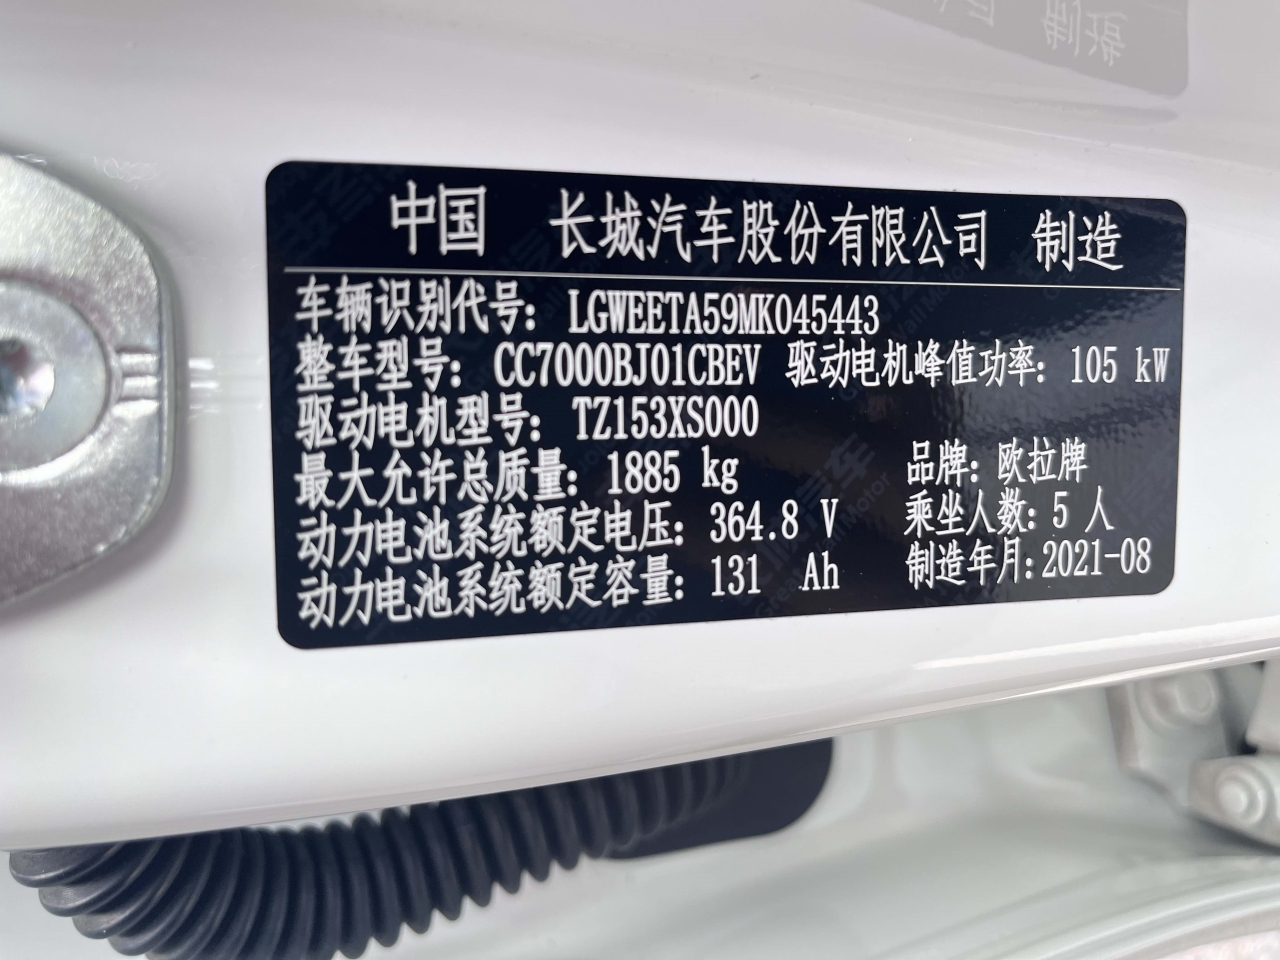 中国 长城汽车股份有限公司 制造
车辆识别代号: LGWEETA59MK045443
整车型号: CC7000BJ01CBEV 驱动电机峰值功率: 105 kW
驱动电机型号: TZ153XS000
最大允许总质量: 1885 kg 品牌: 欧拉牌
动力电池系统额定电压: 364.8 V 乘坐人数: 5 人
动力电池系统额定容量: 131 Ah 制造年月: 2021-08